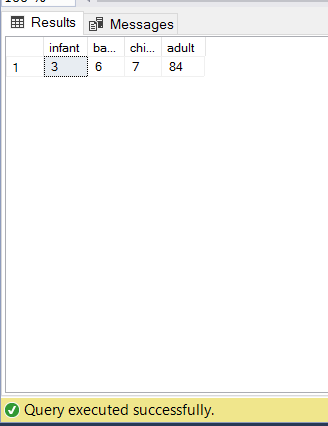 Results Messages
infant ba... chi... adult
1 3 6 7 84
Query executed successfully.